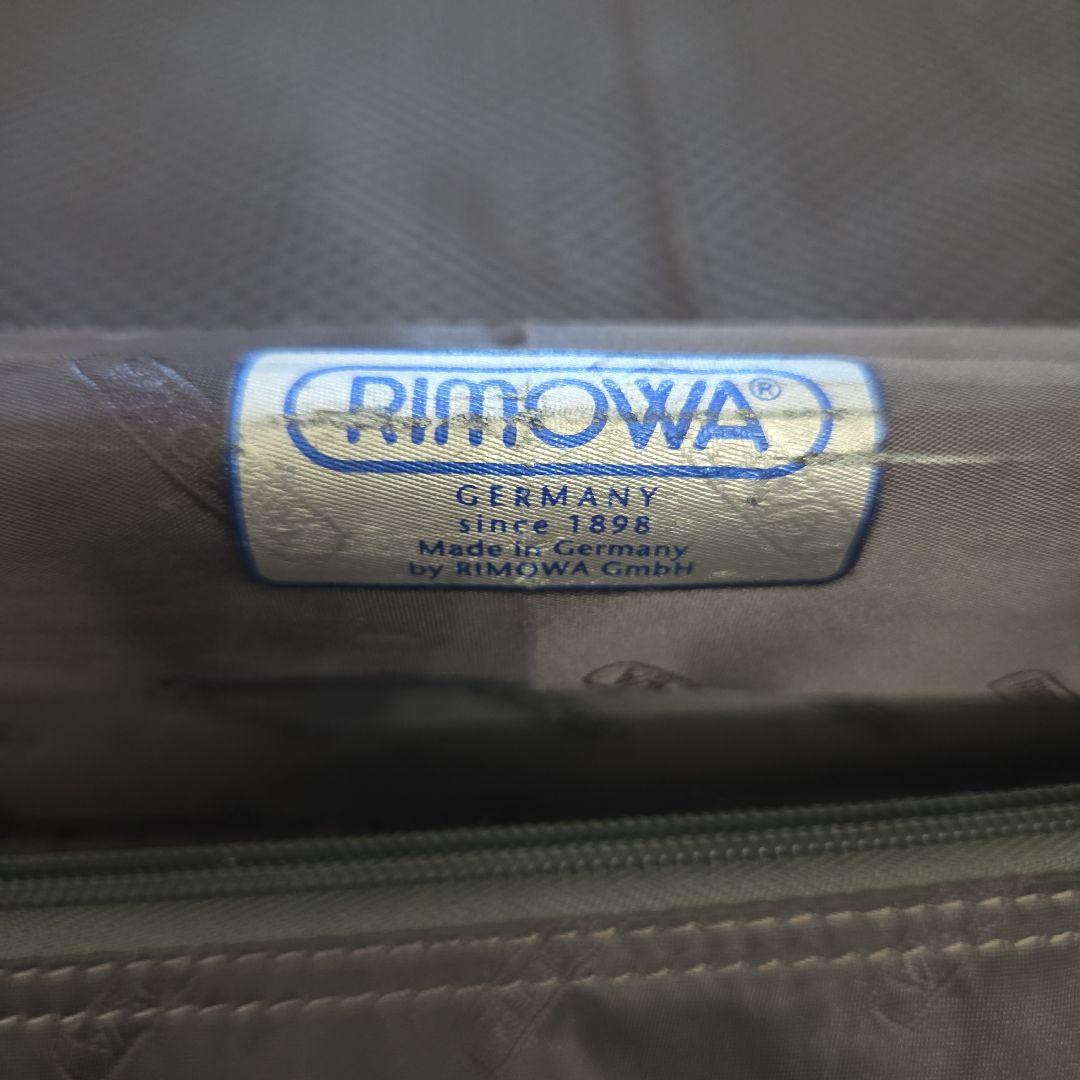 RIMOWA®
GERMANY
since 1898
Made in Germany
by RIMOWA GmbH